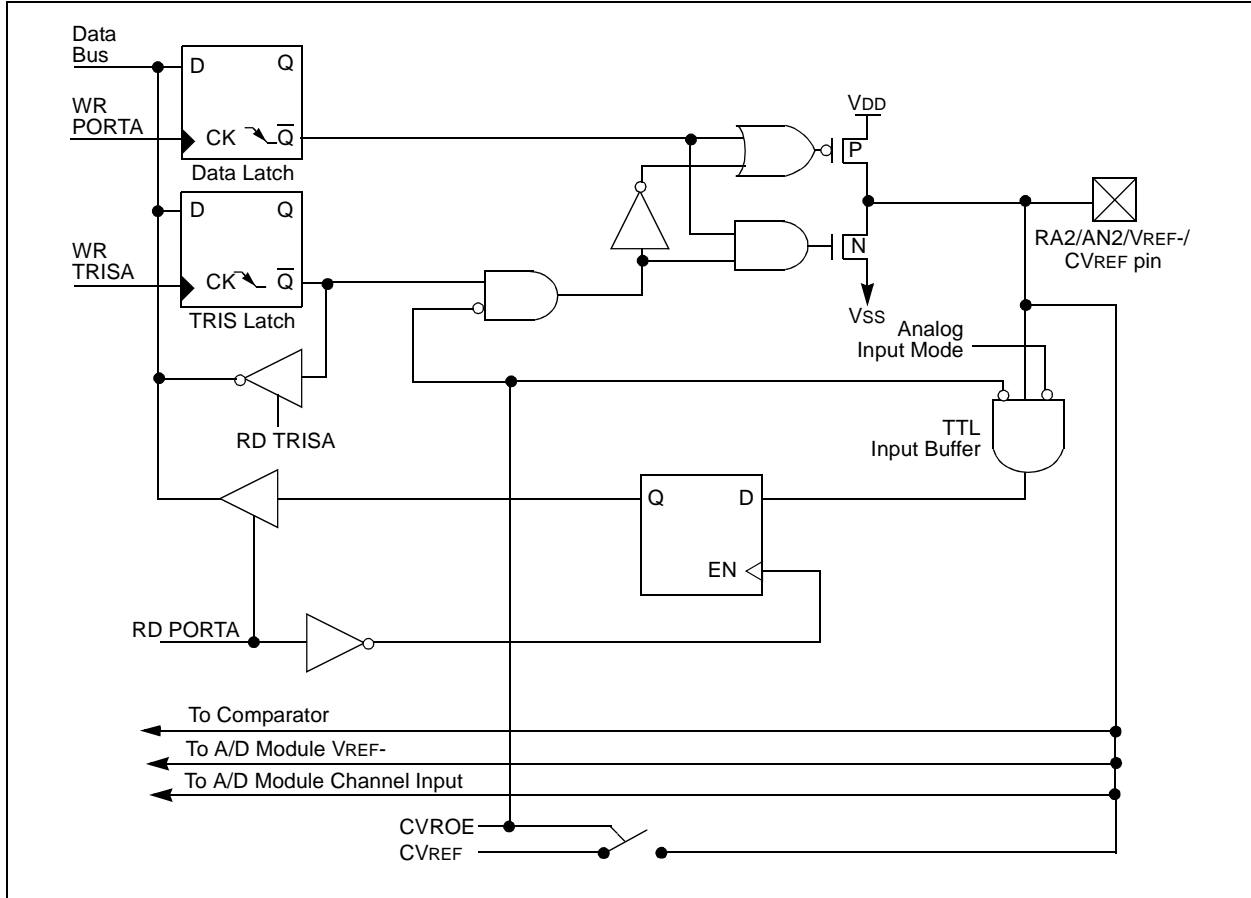 Data
Bus
D Q
WR
PORTA
CK Q
Data Latch
VDD
P
D Q
WR
TRISA
CK Q
TRIS Latch
N
RA2/AN2/VREF-/
CVREF pin
VSS
Analog
Input Mode
RD TRISA
TTL
Input Buffer
Q D
EN
RD PORTA
To Comparator
To A/D Module VREF-
To A/D Module Channel Input
CVROE
CVREF